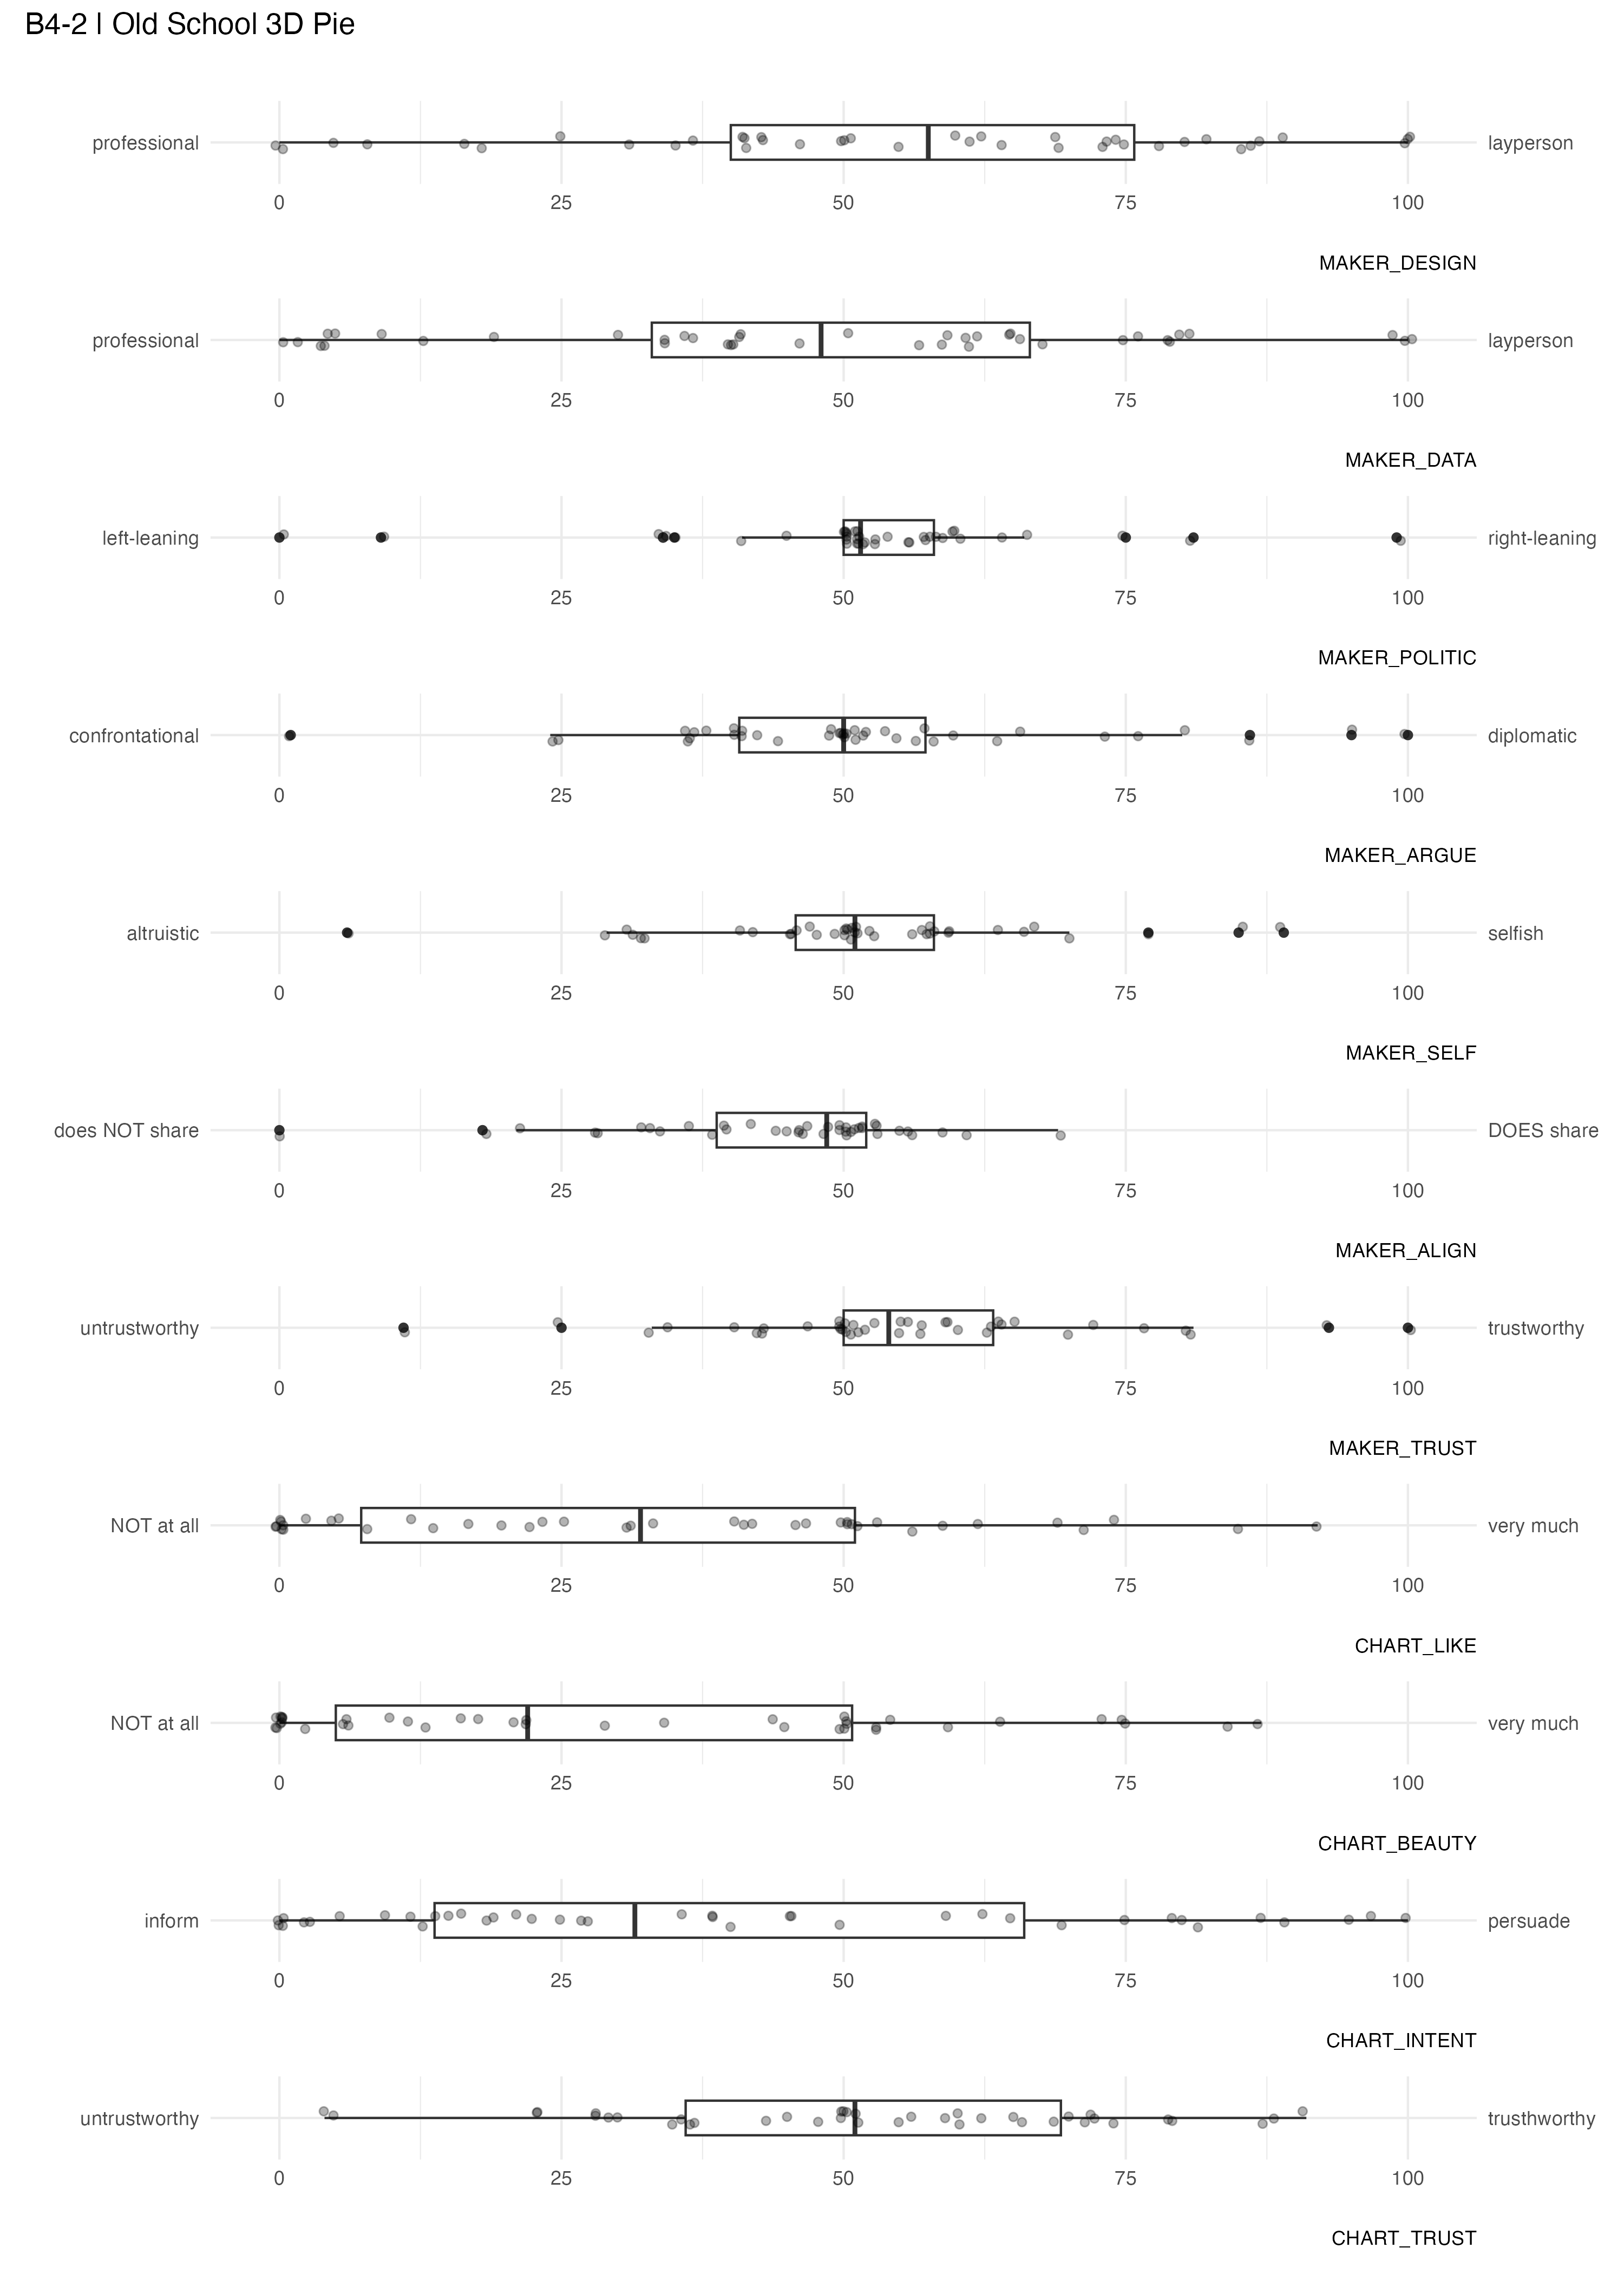 B4-2 | Old School 3D Pie
professional layperson
0 25 50 75 100
MAKER_DESIGN
professional layperson
0 25 50 75 100
MAKER_DATA
left-leaning right-leaning
0 25 50 75 100
MAKER_POLITIC
confrontational diplomatic
0 25 50 75 100
MAKER_ARGUE
altruistic selfish
0 25 50 75 100
MAKER_SELF
does NOT share DOES share
0 25 50 75 100
MAKER_ALIGN
untrustworthy trustworthy
0 25 50 75 100
MAKER_TRUST
NOT at all very much
0 25 50 75 100
CHART_LIKE
NOT at all very much
0 25 50 75 100
CHART_BEAUTY
inform persuade
0 25 50 75 100
CHART_INTENT
untrustworthy trusthworthy
0 25 50 75 100
CHART_TRUST